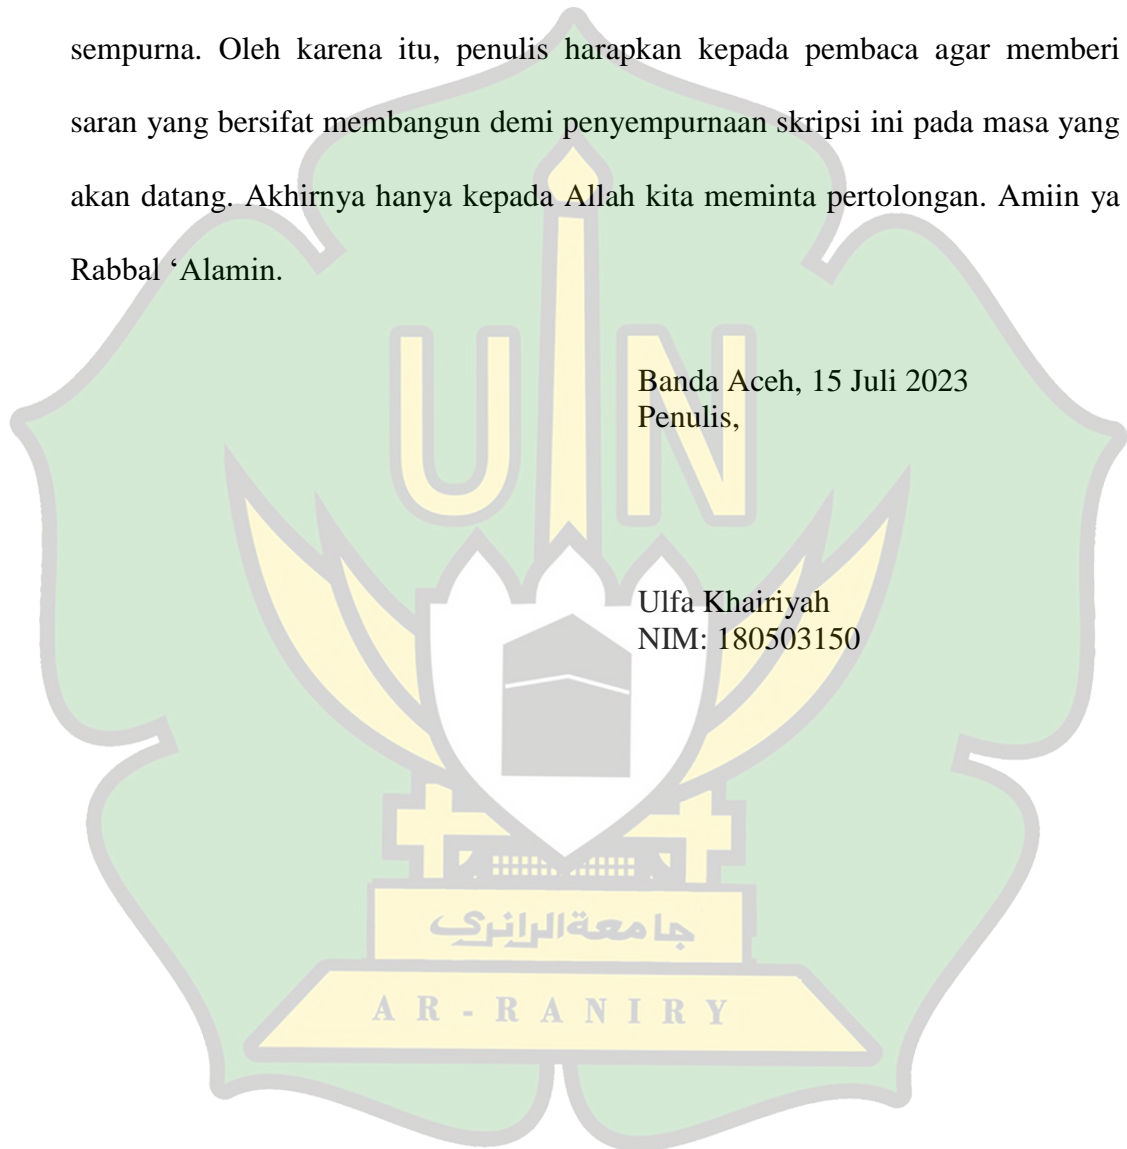 sempurna. Oleh karena itu, penulis harapkan kepada pembaca agar memberi
saran yang bersifat membangun demi penyempurnaan skripsi ini pada masa yang
akan datang. Akhirnya hanya kepada Allah kita meminta pertolongan. Amiin ya
Rabbal ‘Alamin.
UIN
Banda Aceh, 15 Juli 2023
Penulis,
Ulfa Khairiyah
NIM: 180503150
جامعةالرانرك
AR-RANIRY